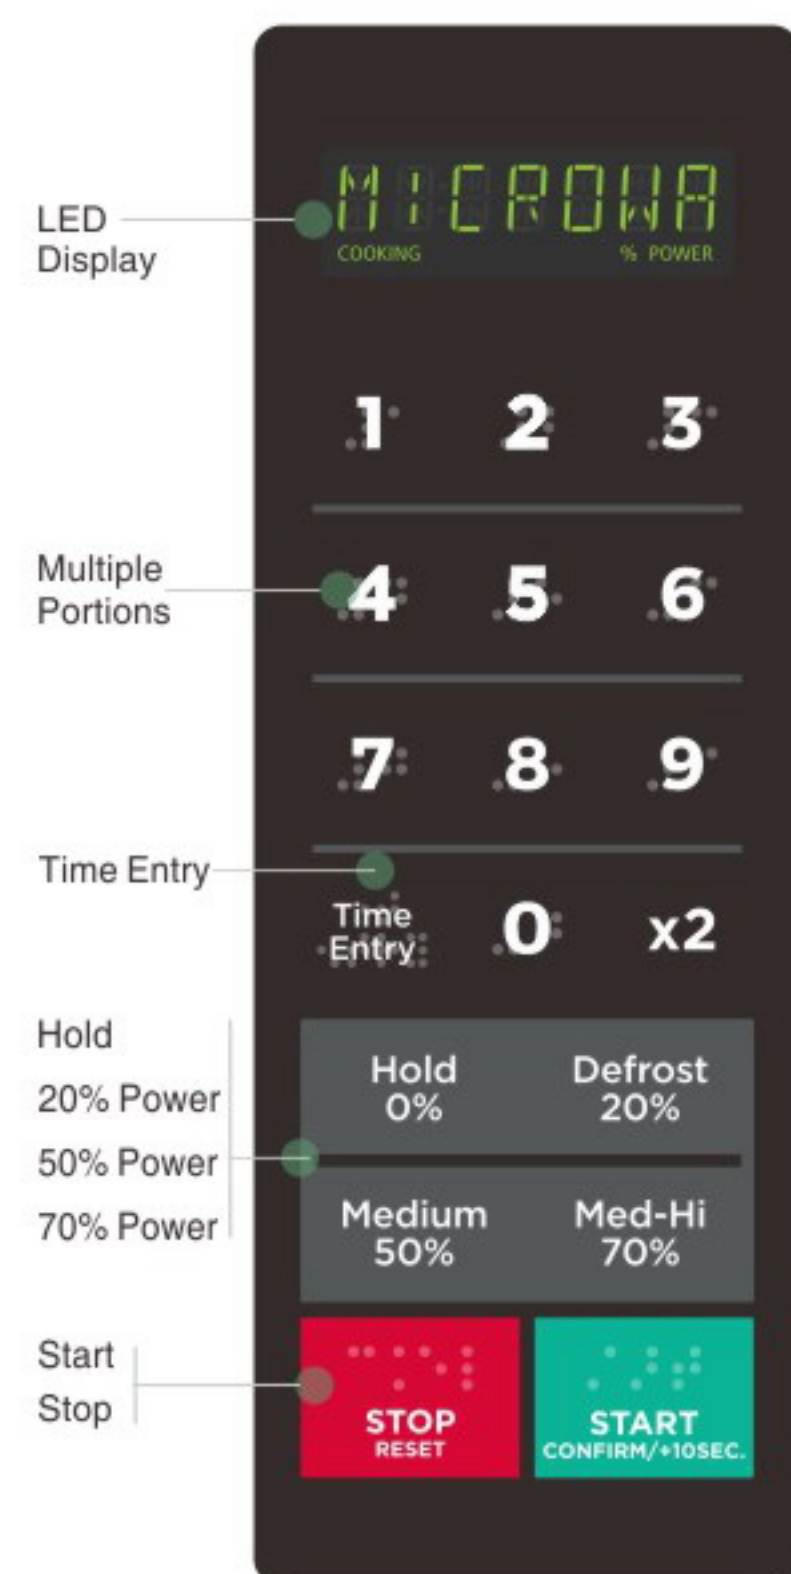 MICROWA
COOKING % POWER
LED
Display
1 2 3
Multiple
Portions
4 5 6
7 8 9
Time Entry
Time
Entry
0 x2
Hold
20% Power
50% Power
70% Power
Hold
0%
Defrost
20%
Medium
50%
Med-Hi
70%
Start
Stop
STOP
RESET
START
CONFIRM/+10SEC.